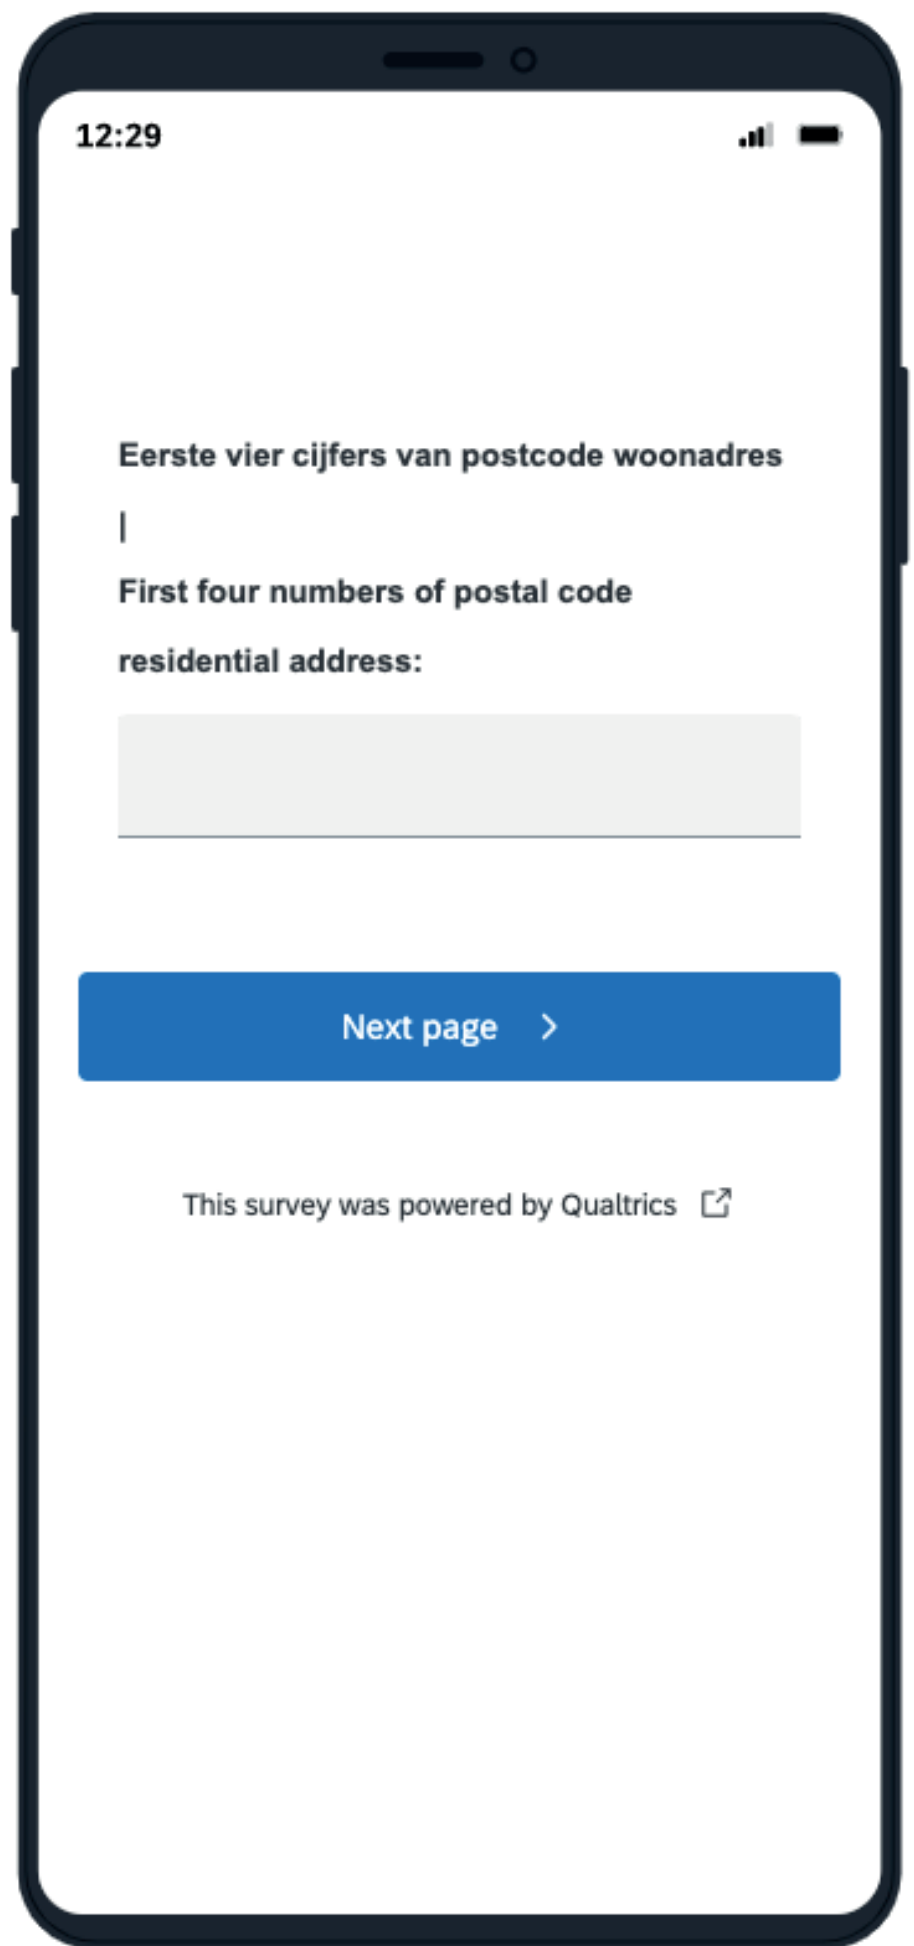 12:29
Eerste vier cijfers van postcode woonadres
|
First four numbers of postal code
residential address:
Next page
This survey was powered by Qualtrics